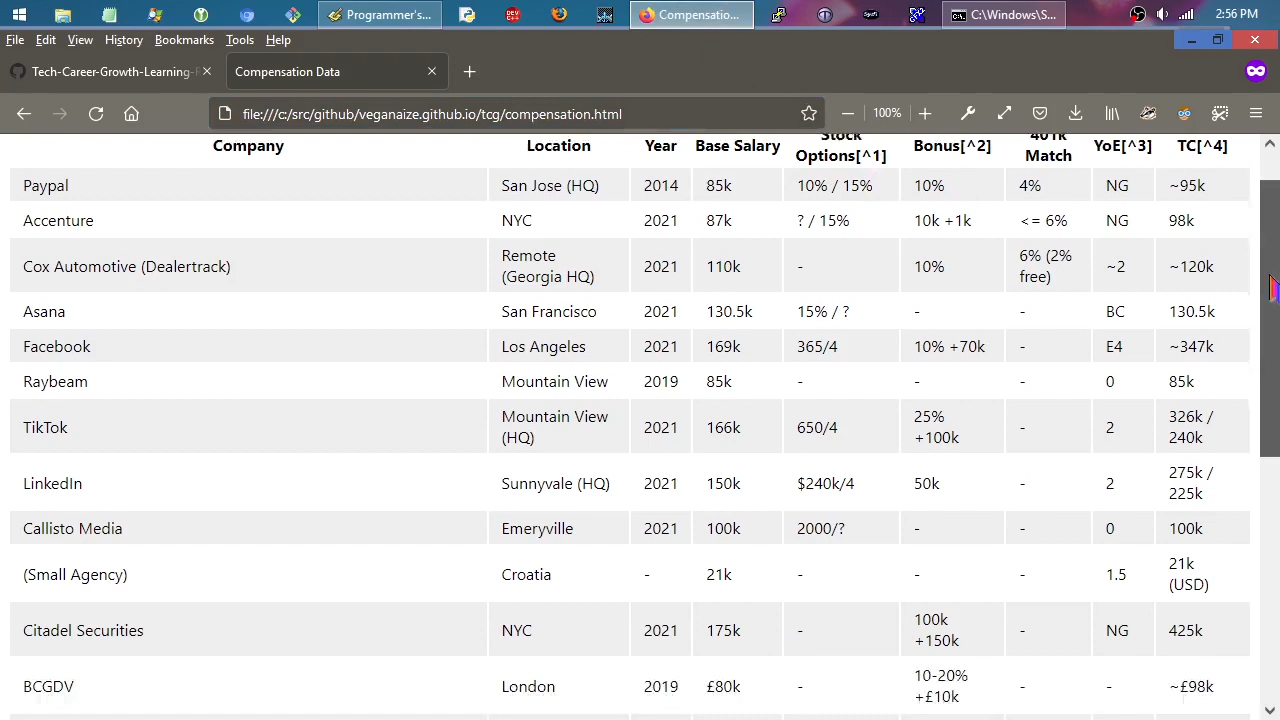 Programmer's...
Compensatio...
C:\Windows\S...
2:56 PM
File Edit View History Bookmarks Tools Help
Tech-Career-Growth-Learning-
Compensation Data
100%
file:///c:/src/github/veganaize.github.io/tcg/compensation.html
Company Location Year Base Salary Stock Options[^1] Bonus[^2] 401k Match YoE[^3] TC[^4]
Paypal San Jose (HQ) 2014 85k 10% / 15% 10% 4% NG ~95k
Accenture NYC 2021 87k ? / 15% 10k +1k <= 6% NG 98k
Cox Automotive (Dealertrack) Remote (Georgia HQ) 2021 110k - 10% 6% (2% free) ~2 ~120k
Asana San Francisco 2021 130.5k 15% / ? - - BC 130.5k
Facebook Los Angeles 2021 169k 365/4 10% +70k - E4 ~347k
Raybeam Mountain View 2019 85k - - - 0 85k
TikTok Mountain View (HQ) 2021 166k 650/4 25% +100k - 2 326k / 240k
LinkedIn Sunnyvale (HQ) 2021 150k $240k/4 50k - 2 275k / 225k
Callisto Media Emeryville 2021 100k 2000/? - - 0 100k
(Small Agency) Croatia - 21k - - - 1.5 21k (USD)
Citadel Securities NYC 2021 175k - 100k +150k - NG 425k
BCGDV London 2019 £80k - 10-20% +£10k - - ~£98k